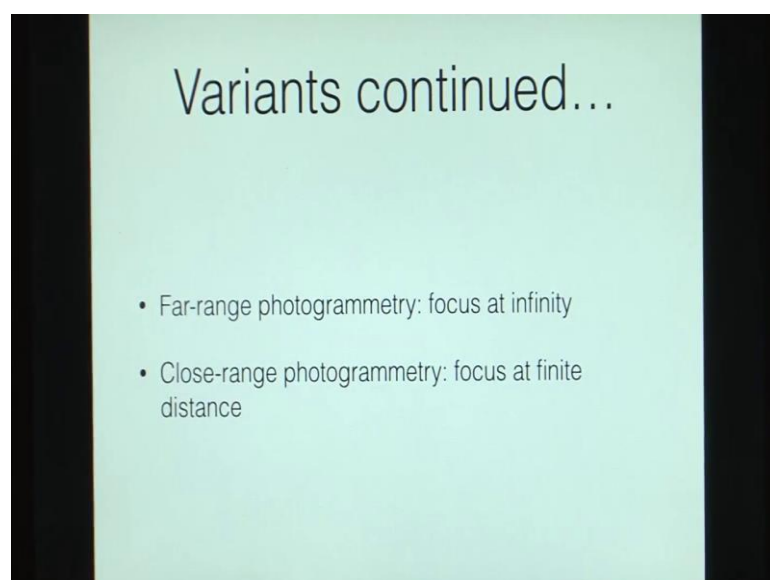 Variants continued...
• Far-range photogrammetry: focus at infinity
• Close-range photogrammetry: focus at finite
distance